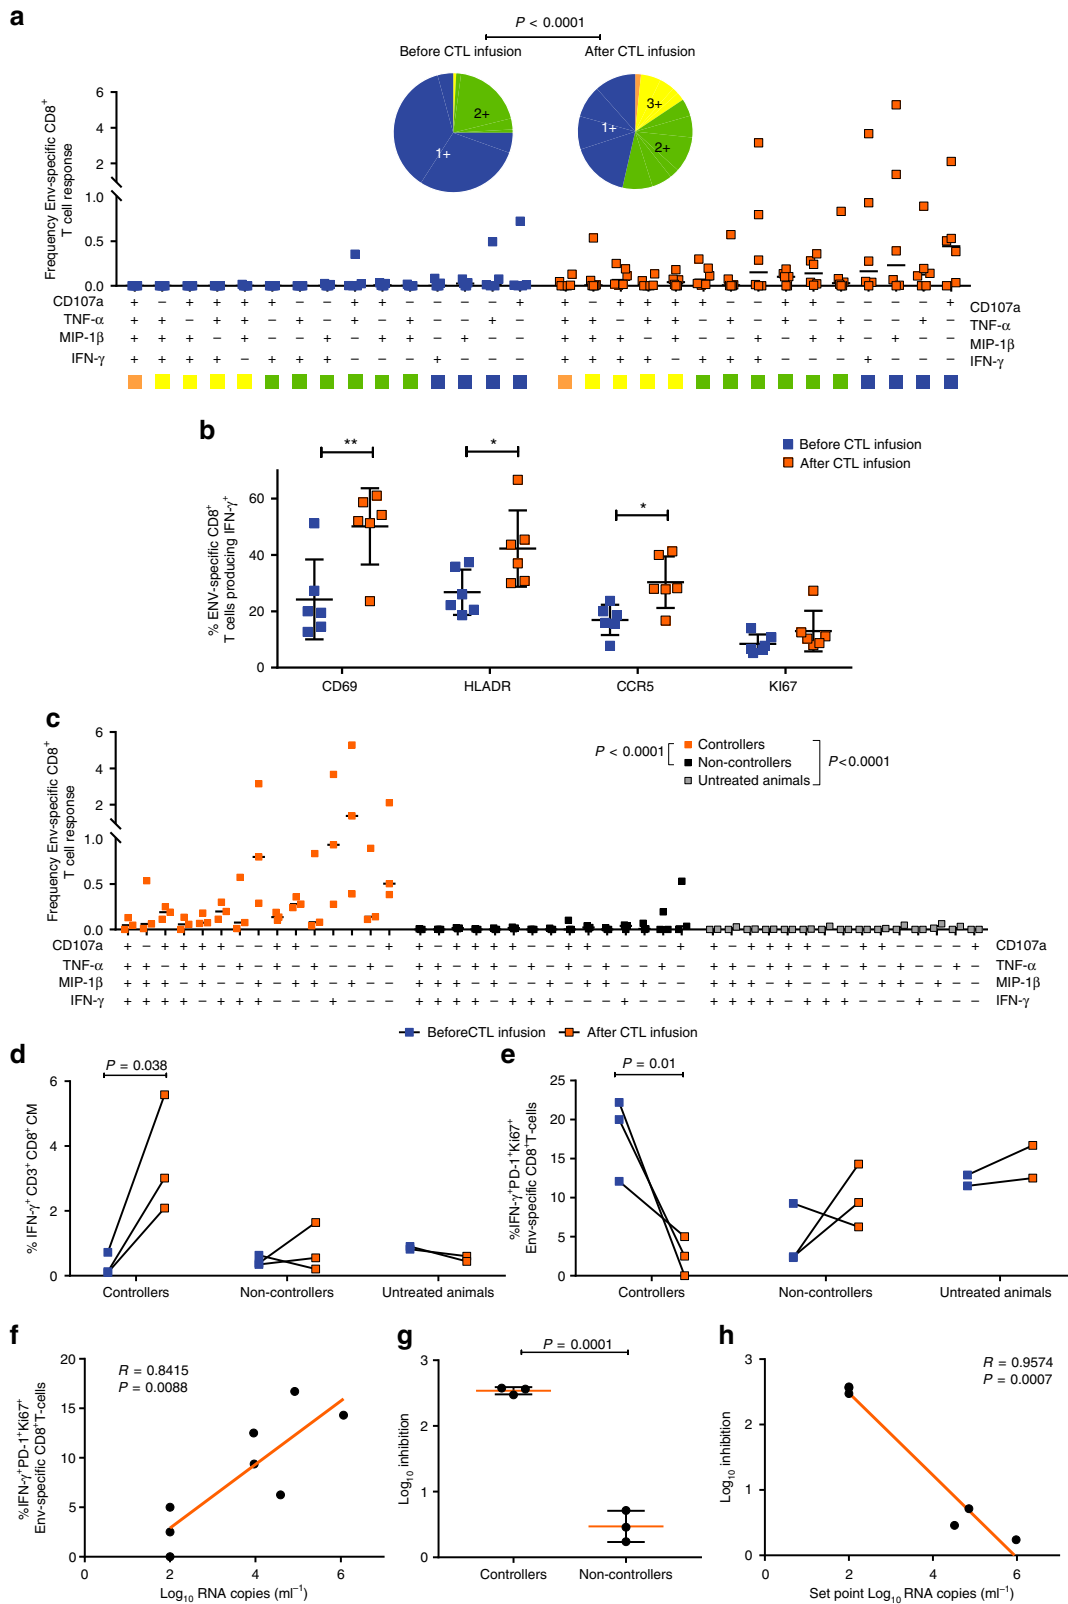 a
P < 0.0001
Before CTL infusion
After CTL infusion
Frequency Env-specific CD8⁺
T cell response
6
4
2
1.0
0.5
0.0
2+
1+
3+
1+
2+
CD107a + − − + + − + − − + + − − − + + − − + + − + − − + + − − − +
TNF-α + + − + + − − + − + − + − + − + + − + + − − + − + − + − + −
MIP-1β + + + − + − − − + − + + + − − + + + − + − − − + − + + + − −
IFN-γ + + + + − + + + − − − + + + + − + + + − − −
CD107a
TNF-α
MIP-1β
IFN-γ
b
Before CTL infusion
After CTL infusion
% ENV-specific CD8⁺
T cells producing IFN-γ⁺
60
40
20
0
**
*
*
CD69 HLADR CCR5 KI67
c
Frequency Env-specific CD8⁺
T cell response
6
4
2
1.0
0.5
0.0
P < 0.0001
Controllers
Non-controllers
Untreated animals
P<0.0001
CD107a
TNF-α
MIP-1β
IFN-γ
CD107a
TNF-α
MIP-1β
IFN-γ
BeforeCTL infusion After CTL infusion
d
P = 0.038
% IFN-γ⁺ CD3⁺ CD8⁺ CM
6
4
2
0
Controllers Non-controllers Untreated animals
e
P = 0.01
%IFN-γ⁺PD-1⁺Ki67⁺
Env-specific CD8⁺T-cells
25
20
15
10
5
0
Controllers Non-controllers Untreated animals
f
R = 0.8415
P = 0.0088
%IFN-γ⁺PD-1⁺Ki67⁺
Env-specific CD8⁺T-cells
20
15
10
5
0
0 2 4 6
Log₁₀ RNA copies (ml⁻¹)
g
P = 0.0001
Log₁₀ inhibition
3
2
1
0
Controllers Non-controllers
h
R = 0.9574
P = 0.0007
Log₁₀ inhibition
3
2
1
0
0 2 4 6
Set point Log₁₀ RNA copies (ml⁻¹)